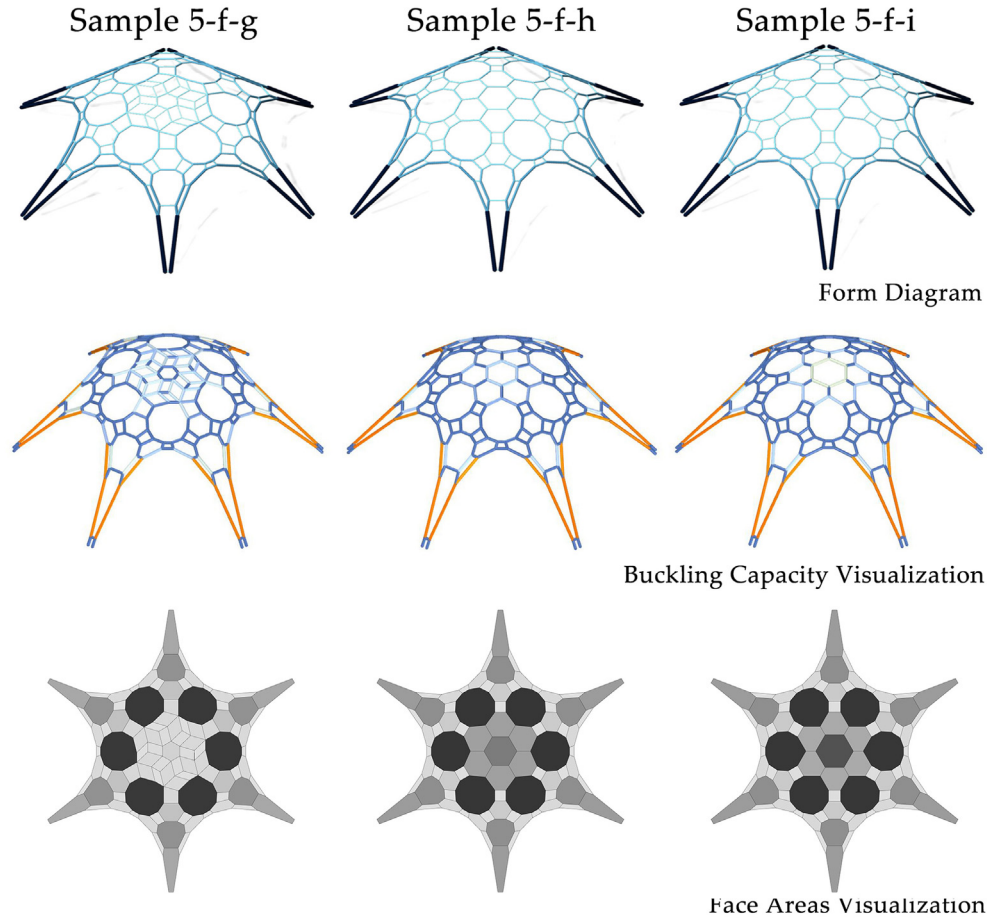 Sample 5-f-g
Sample 5-f-h
Sample 5-f-i
Form Diagram
Buckling Capacity Visualization
Face Areas Visualization